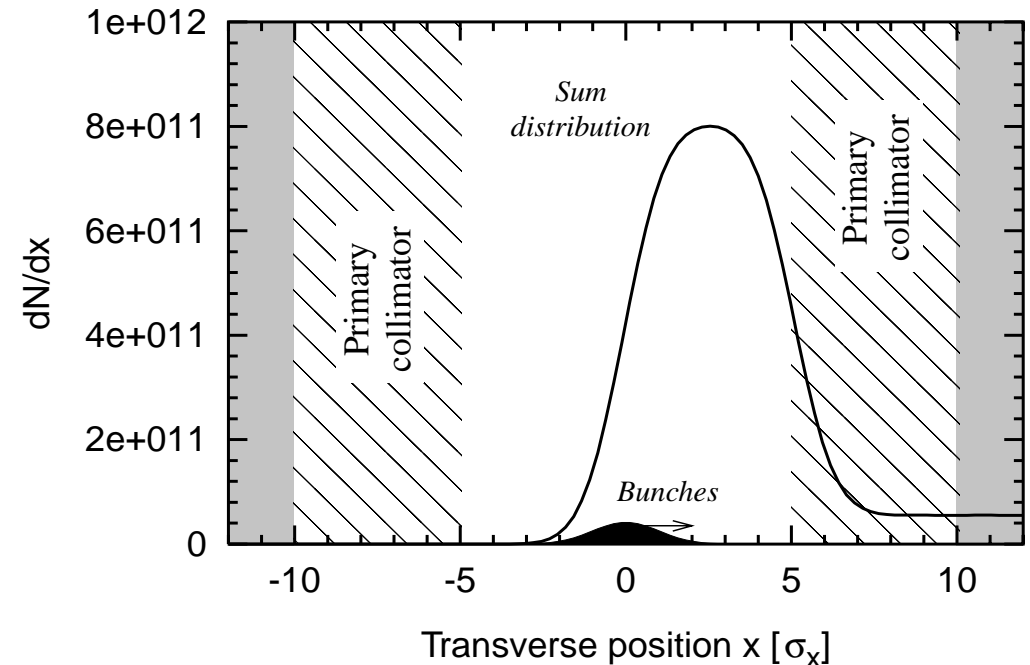 1e+012
8e+011
6e+011
4e+011
2e+011
0
dN/dx
Sum
distribution
Primary
collimator
Primary
collimator
Bunches
-10
-5
0
5
10
Transverse position x [σx]